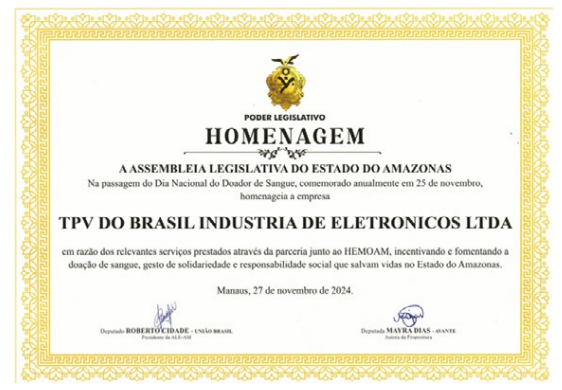 PODER LEGISLATIVO
HOMENAGEM
A ASSEMBLEIA LEGISLATIVA DO ESTADO DO AMAZONAS
Na passagem do Dia Nacional do Doador de Sangue, comemorado anualmente em 25 de novembro,
homenageia a empresa
TPV DO BRASIL INDUSTRIA DE ELETRONICOS LTDA
em razão dos relevantes serviços prestados através da parceria junto ao HEMOAM, incentivando e fomentando a
doação de sangue, gesto de solidariedade e responsabilidade social que salvam vidas no Estado do Amazonas.
Manaus, 27 de novembro de 2024.
Deputado ROBERTO CIDADE - UNIÃO BRASIL
Presidente da ALE-AM
Deputada MAYRA DIAS - AVANTE
Autora da Propositura